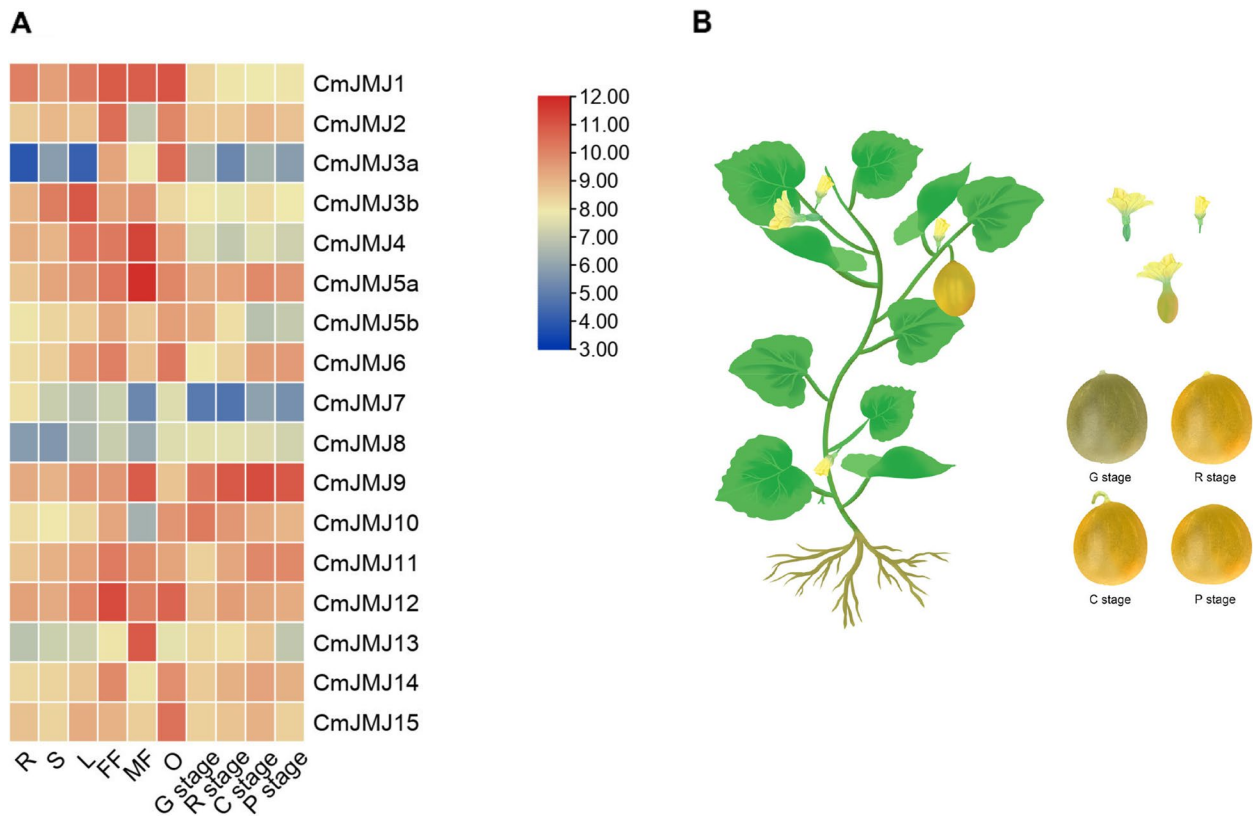 A
B
CmJMJ1
CmJMJ2
CmJMJ3a
CmJMJ3b
CmJMJ4
CmJMJ5a
CmJMJ5b
CmJMJ6
CmJMJ7
CmJMJ8
CmJMJ9
CmJMJ10
CmJMJ11
CmJMJ12
CmJMJ13
CmJMJ14
CmJMJ15
R
S
L
FF
MF
O
G stage
R stage
C stage
P stage
12.00
11.00
10.00
9.00
8.00
7.00
6.00
5.00
4.00
3.00
G stage
R stage
C stage
P stage